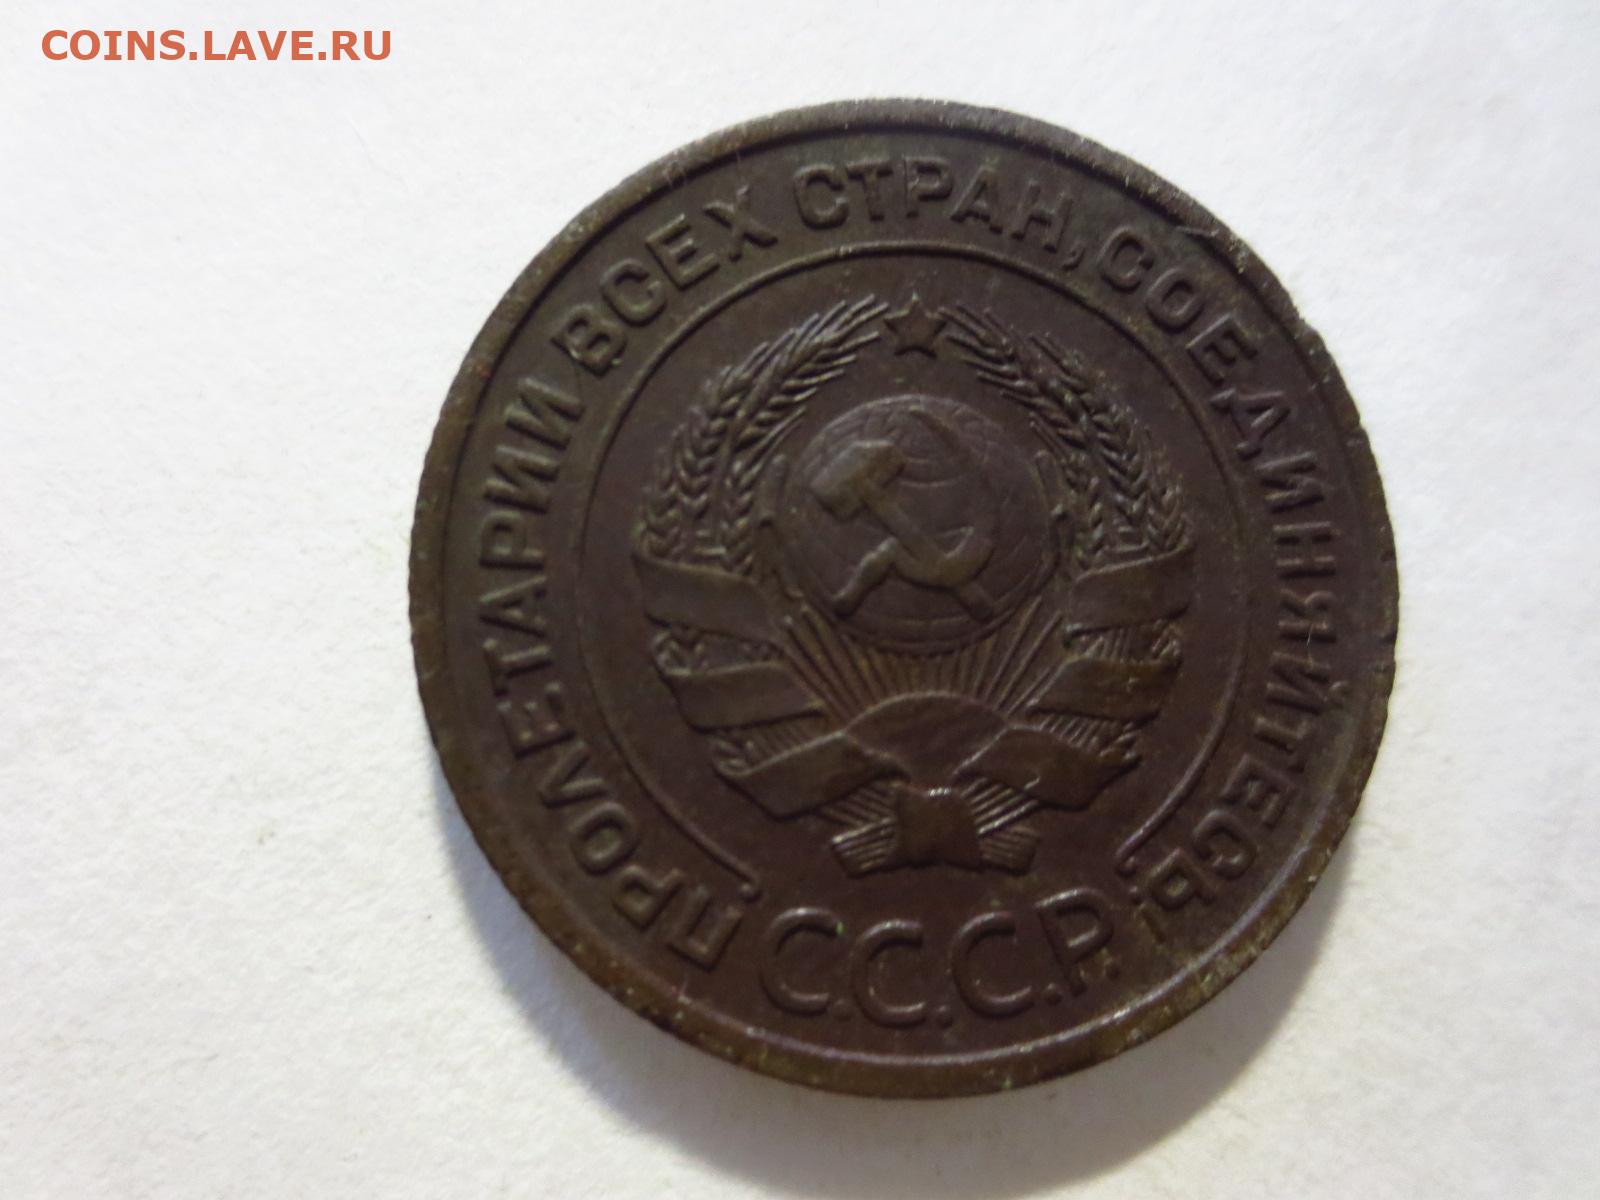 COINS.LAVE.RU
ПРОЛЕТАРИИ ВСЕХ СТРАН, СОЕДИНЯЙТЕСЬ!
С.С.С.Р.